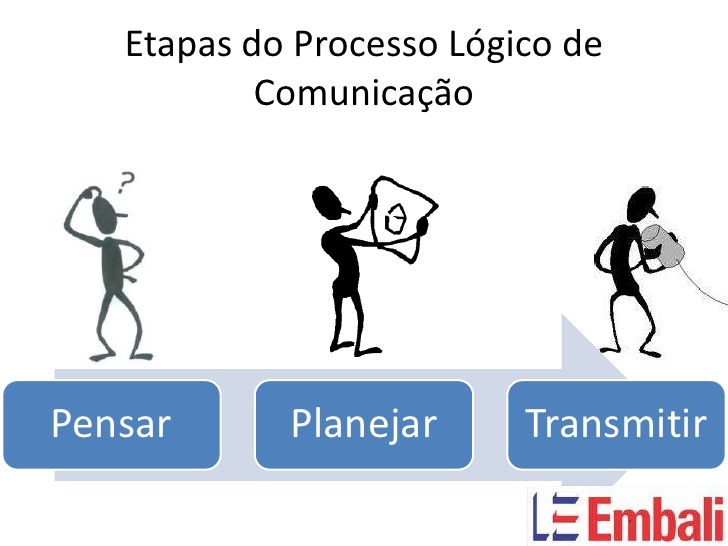 Etapas do Processo Lógico de
Comunicação
?
Pensar
Planejar
Transmitir
LE Embali